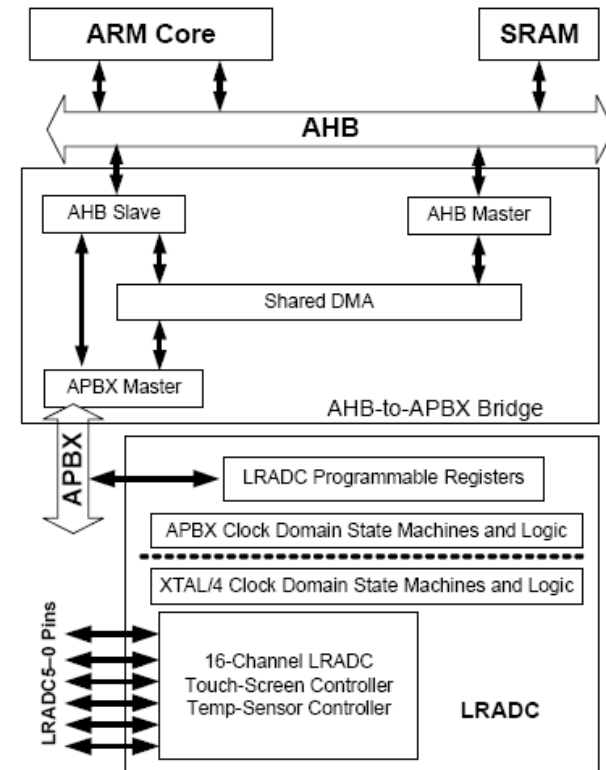 ARM Core
SRAM
AHB
AHB Slave
AHB Master
Shared DMA
APBX Master
AHB-to-APBX Bridge
APBX
LRADC Programmable Registers
APBX Clock Domain State Machines and Logic
XTAL/4 Clock Domain State Machines and Logic
LRADC5–0 Pins
16-Channel LRADC
Touch-Screen Controller
Temp-Sensor Controller
LRADC